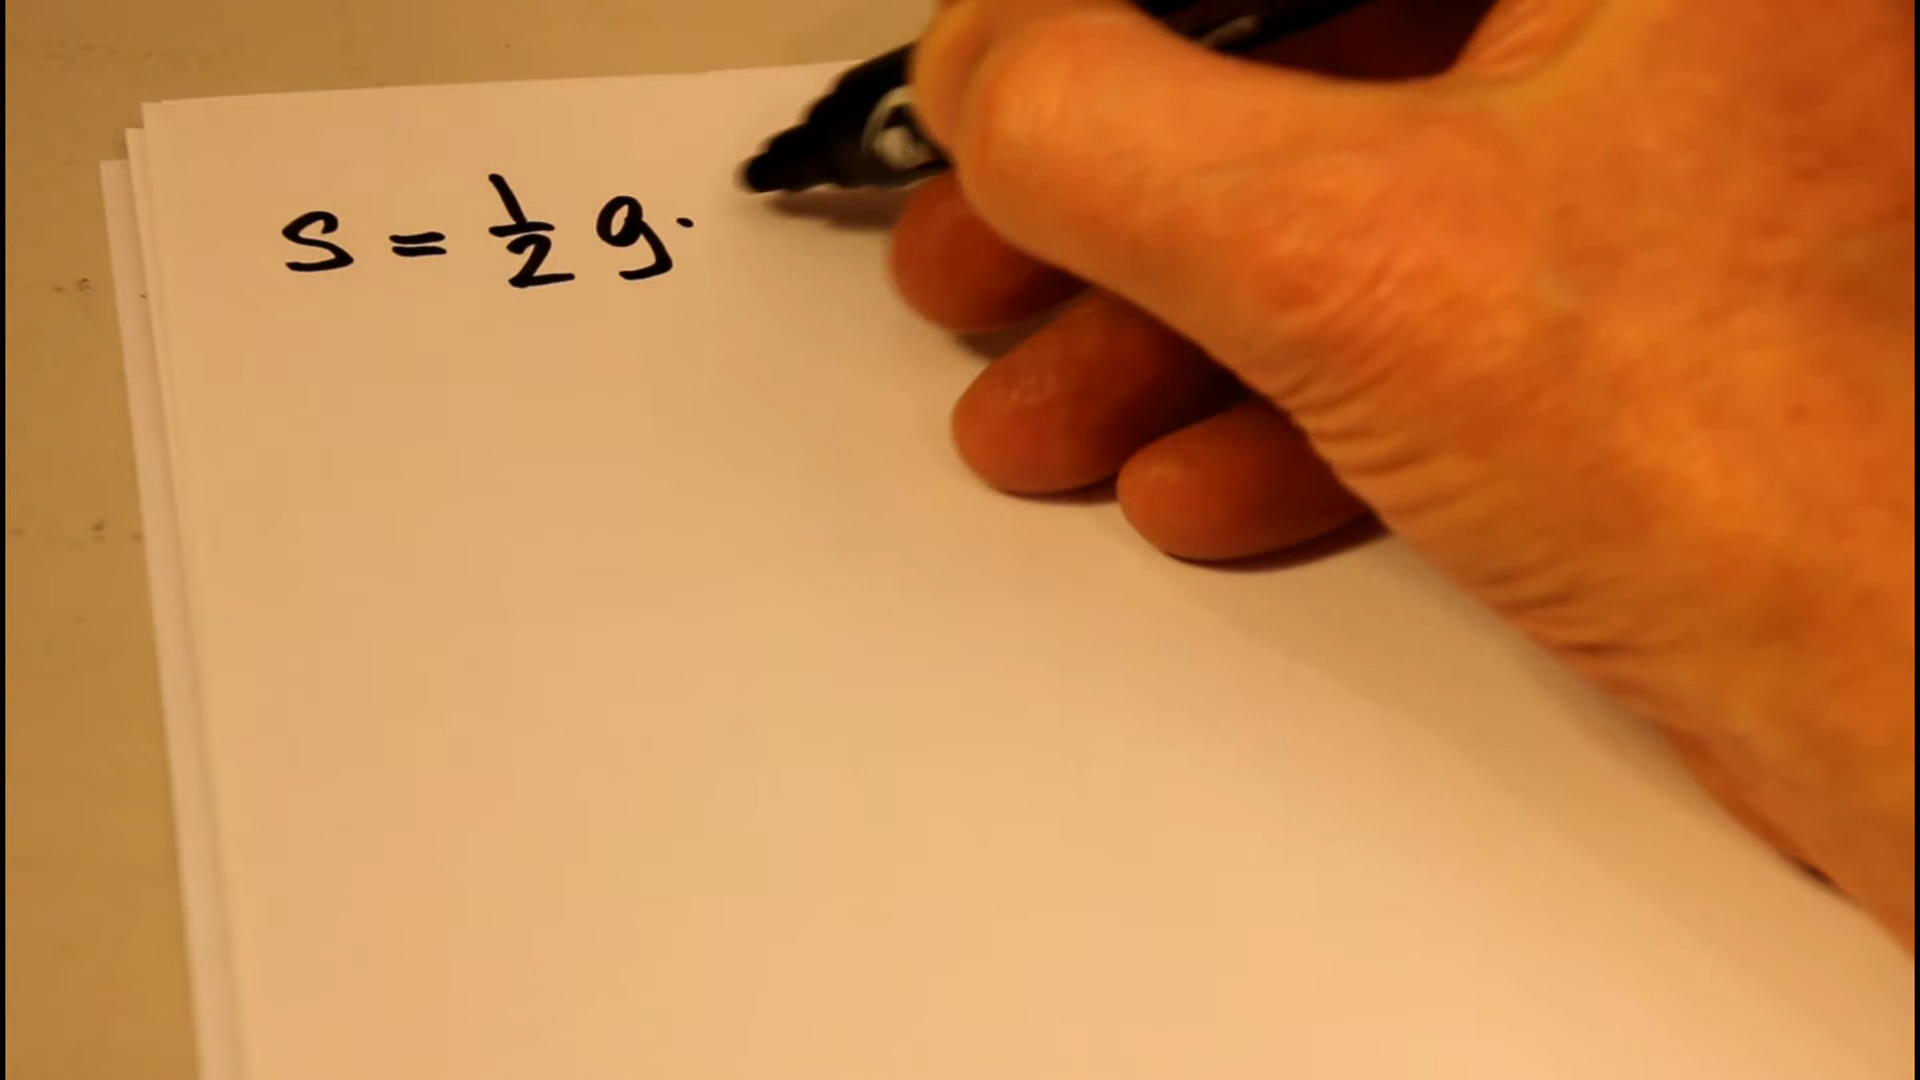 s = ½ g ·